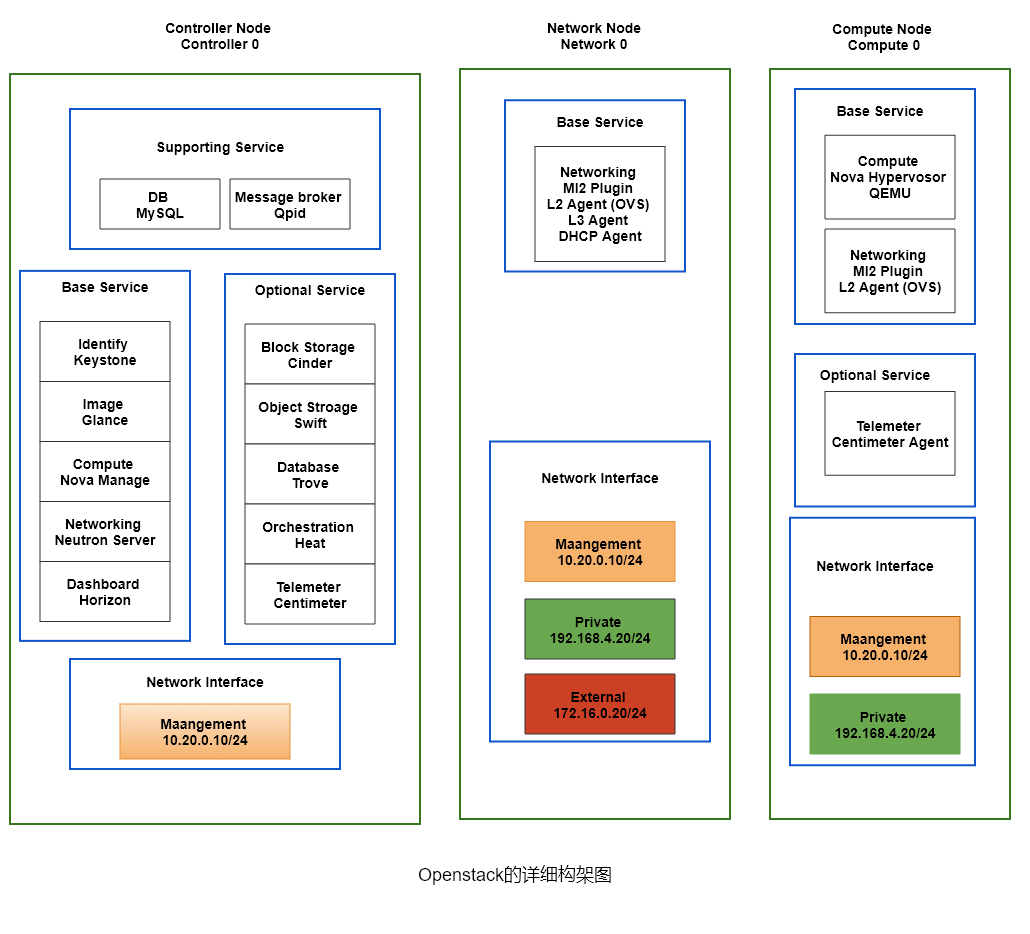 Controller Node
Controller 0
Supporting Service
DB
MySQL
Message broker
Qpid
Base Service
Identify
Keystone
Image
Glance
Compute
Nova Manage
Networking
Neutron Server
Dashboard
Horizon
Optional Service
Block Storage
Cinder
Object Stroage
Swift
Database
Trove
Orchestration
Heat
Telemeter
Centimeter
Network Interface
Maangement
10.20.0.10/24
Network Node
Network 0
Base Service
Networking
Ml2 Plugin
L2 Agent (OVS)
L3 Agent
DHCP Agent
Network Interface
Maangement
10.20.0.10/24
Private
192.168.4.20/24
External
172.16.0.20/24
Compute Node
Compute 0
Base Service
Compute
Nova Hypervosor
QEMU
Networking
Ml2 Plugin
L2 Agent (OVS)
Optional Service
Telemeter
Centimeter Agent
Network Interface
Maangement
10.20.0.10/24
Private
192.168.4.20/24
Openstack的详细构架图